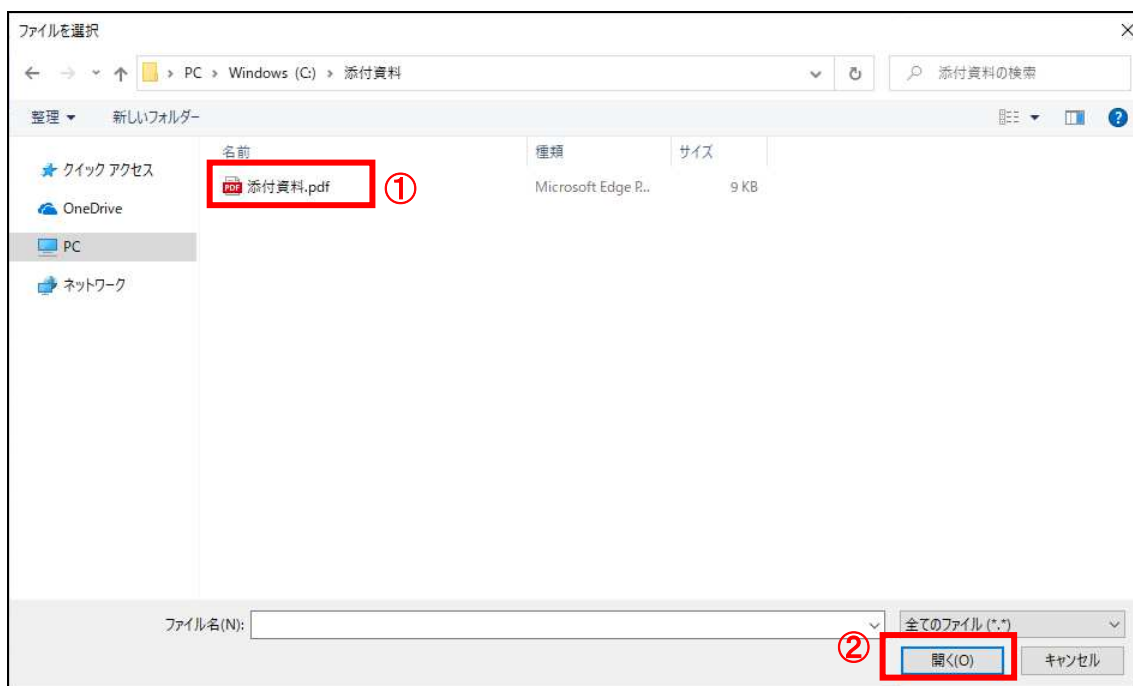 ファイルを選択
PC › Windows (C:) › 添付資料
添付資料の検索
整理 新しいフォルダー
名前 種類 サイズ
クイック アクセス
添付資料.pdf ① Microsoft Edge P... 9 KB
OneDrive
PC
ネットワーク
ファイル名(N): 全てのファイル (*.*)
② 開く(O) キャンセル